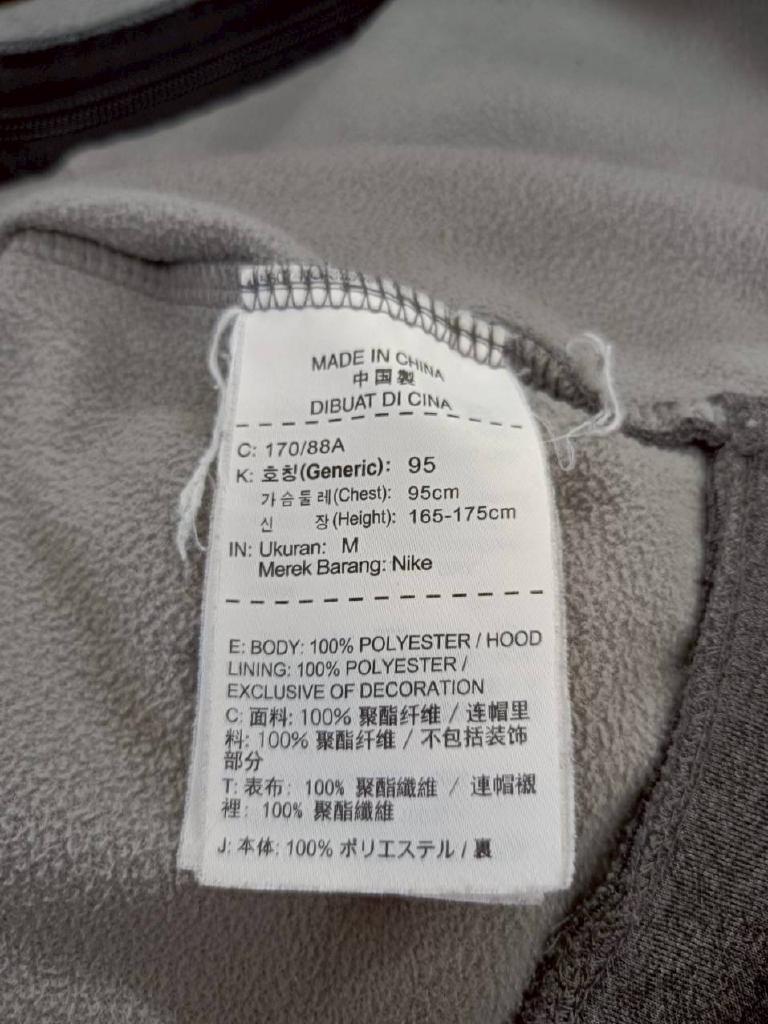 MADE IN CHINA
中国製
DIBUAT DI CINA
C: 170/88A
K: 호칭(Generic): 95
가슴둘레(Chest): 95cm
신 장(Height): 165-175cm
IN: Ukuran: M
Merek Barang: Nike
E: BODY: 100% POLYESTER / HOOD
LINING: 100% POLYESTER /
EXCLUSIVE OF DECORATION
C: 面料: 100% 聚酯纤维 / 连帽里
料: 100% 聚酯纤维 / 不包括装饰
部分
T: 表布: 100% 聚酯纖維 / 連帽襯
裡: 100% 聚酯纖維
J: 本体: 100% ポリエステル / 裏